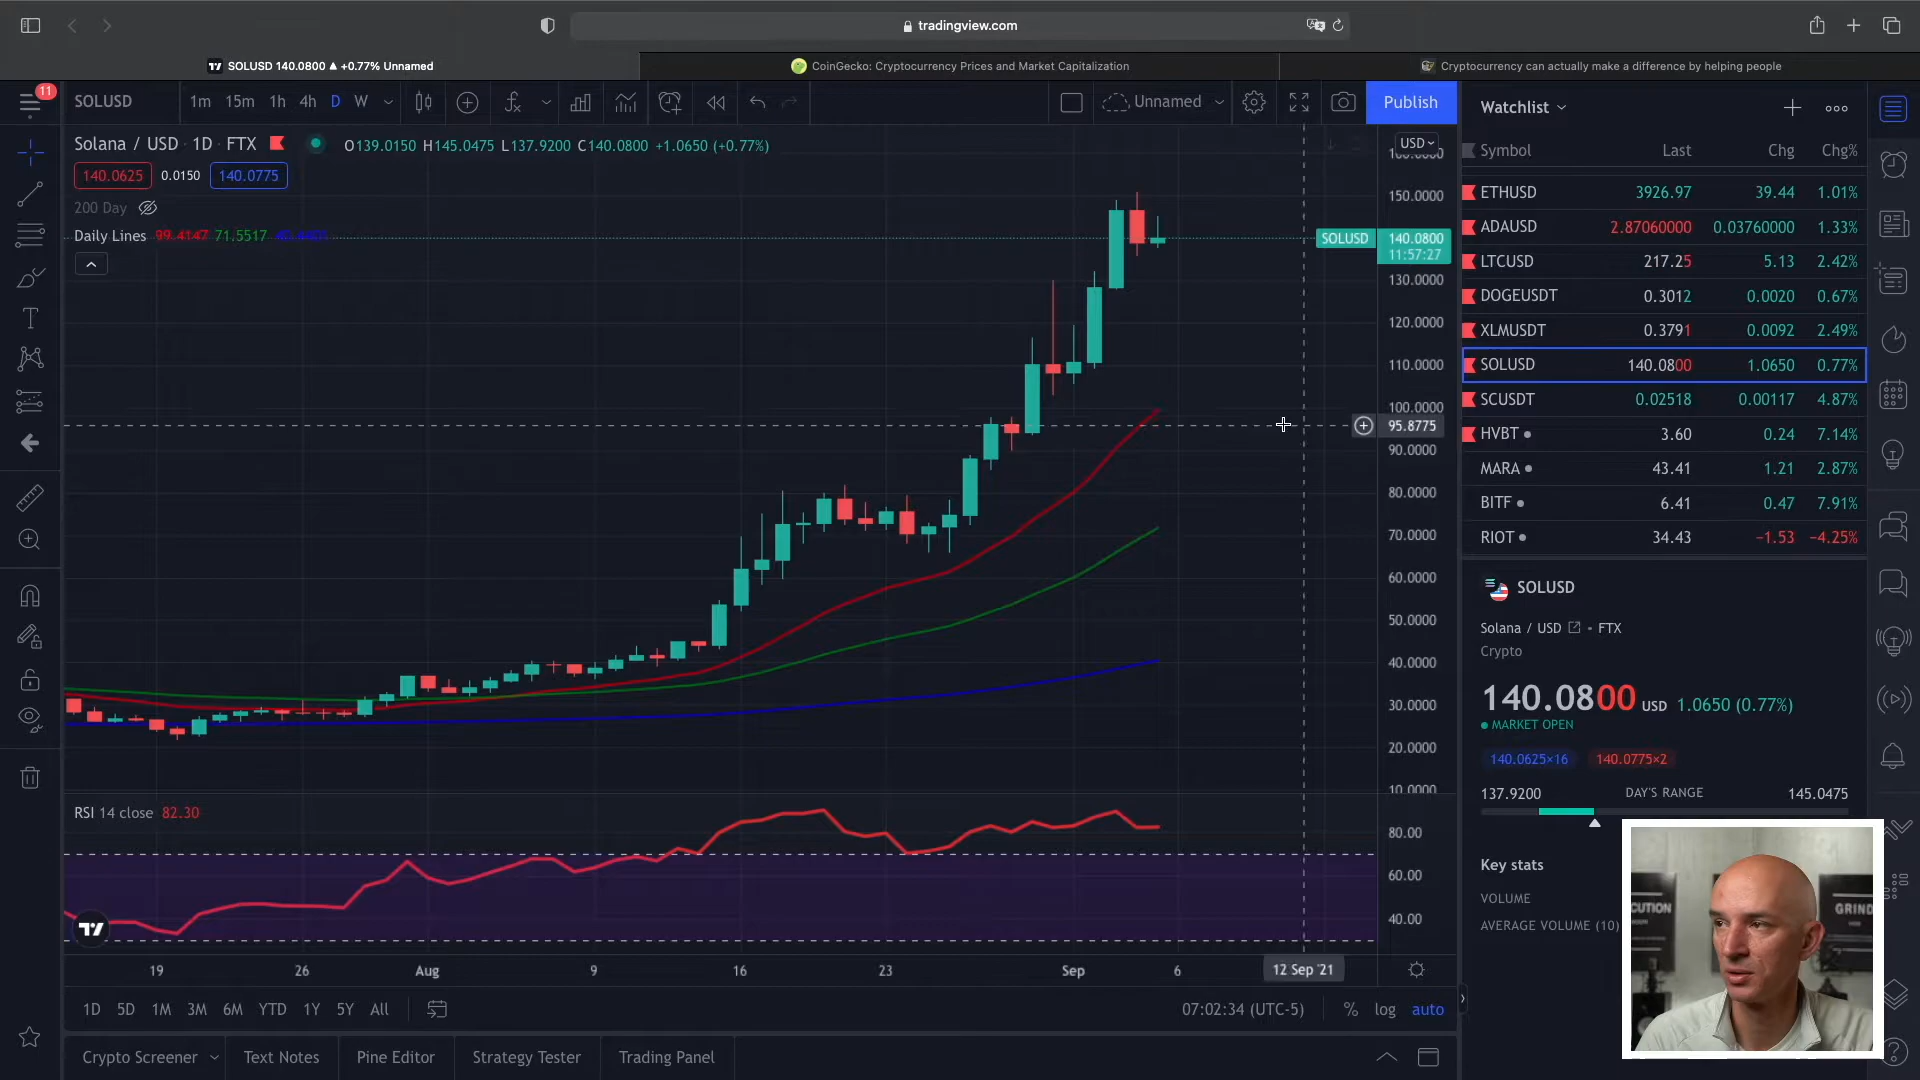 tradingview.com
SOLUSD 140.0800 ▲ +0.77% Unnamed
CoinGecko: Cryptocurrency Prices and Market Capitalization
Cryptocurrency can actually make a difference by helping people
11
SOLUSD
1m 15m 1h 4h D W
Unnamed
Publish
Solana / USD · 1D · FTX
O139.0150 H145.0475 L137.9200 C140.0800 +1.0650 (+0.77%)
140.0625 0.0150 140.0775
200 Day
Daily Lines 99.4147 71.5517
USD
150.0000
SOLUSD 140.0800
11:57:27
130.0000
120.0000
110.0000
100.0000
95.8775
90.0000
80.0000
70.0000
60.0000
50.0000
40.0000
30.0000
20.0000
10.0000
RSI 14 close 82.30
80.00
60.00
40.00
19 26 Aug 9 16 23 Sep 6 12 Sep '21
1D 5D 1M 3M 6M YTD 1Y 5Y All
07:02:34 (UTC-5) % log auto
Crypto Screener Text Notes Pine Editor Strategy Tester Trading Panel
Watchlist
Symbol Last Chg Chg%
ETHUSD 3926.97 39.44 1.01%
ADAUSD 2.87060000 0.03760000 1.33%
LTCUSD 217.25 5.13 2.42%
DOGEUSDT 0.3012 0.0020 0.67%
XLMUSDT 0.3791 0.0092 2.49%
SOLUSD 140.0800 1.0650 0.77%
SCUSDT 0.02518 0.00117 4.87%
HVBT 3.60 0.24 7.14%
MARA 43.41 1.21 2.87%
BITF 6.41 0.47 7.91%
RIOT 34.43 −1.53 −4.25%
SOLUSD
Solana / USD • FTX
Crypto
140.0800 USD 1.0650 (0.77%)
MARKET OPEN
140.0625×16 140.0775×2
137.9200 DAY'S RANGE 145.0475
Key stats
VOLUME
AVERAGE VOLUME (10)
CUTION
GRIND